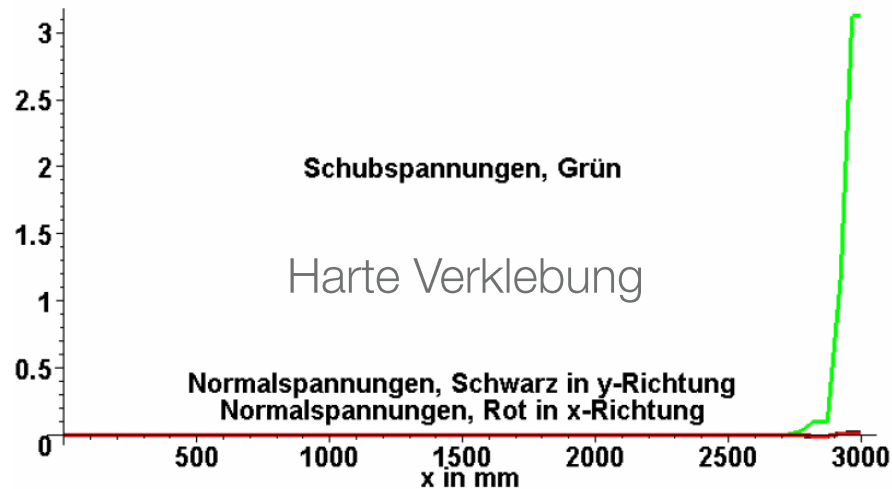 3
2.5
2
Schubspannungen, Grün
1.5
Harte Verklebung
1
0.5
Normalspannungen, Schwarz in y-Richtung
Normalspannungen, Rot in x-Richtung
0
500 1000 1500 2000 2500 3000
x in mm